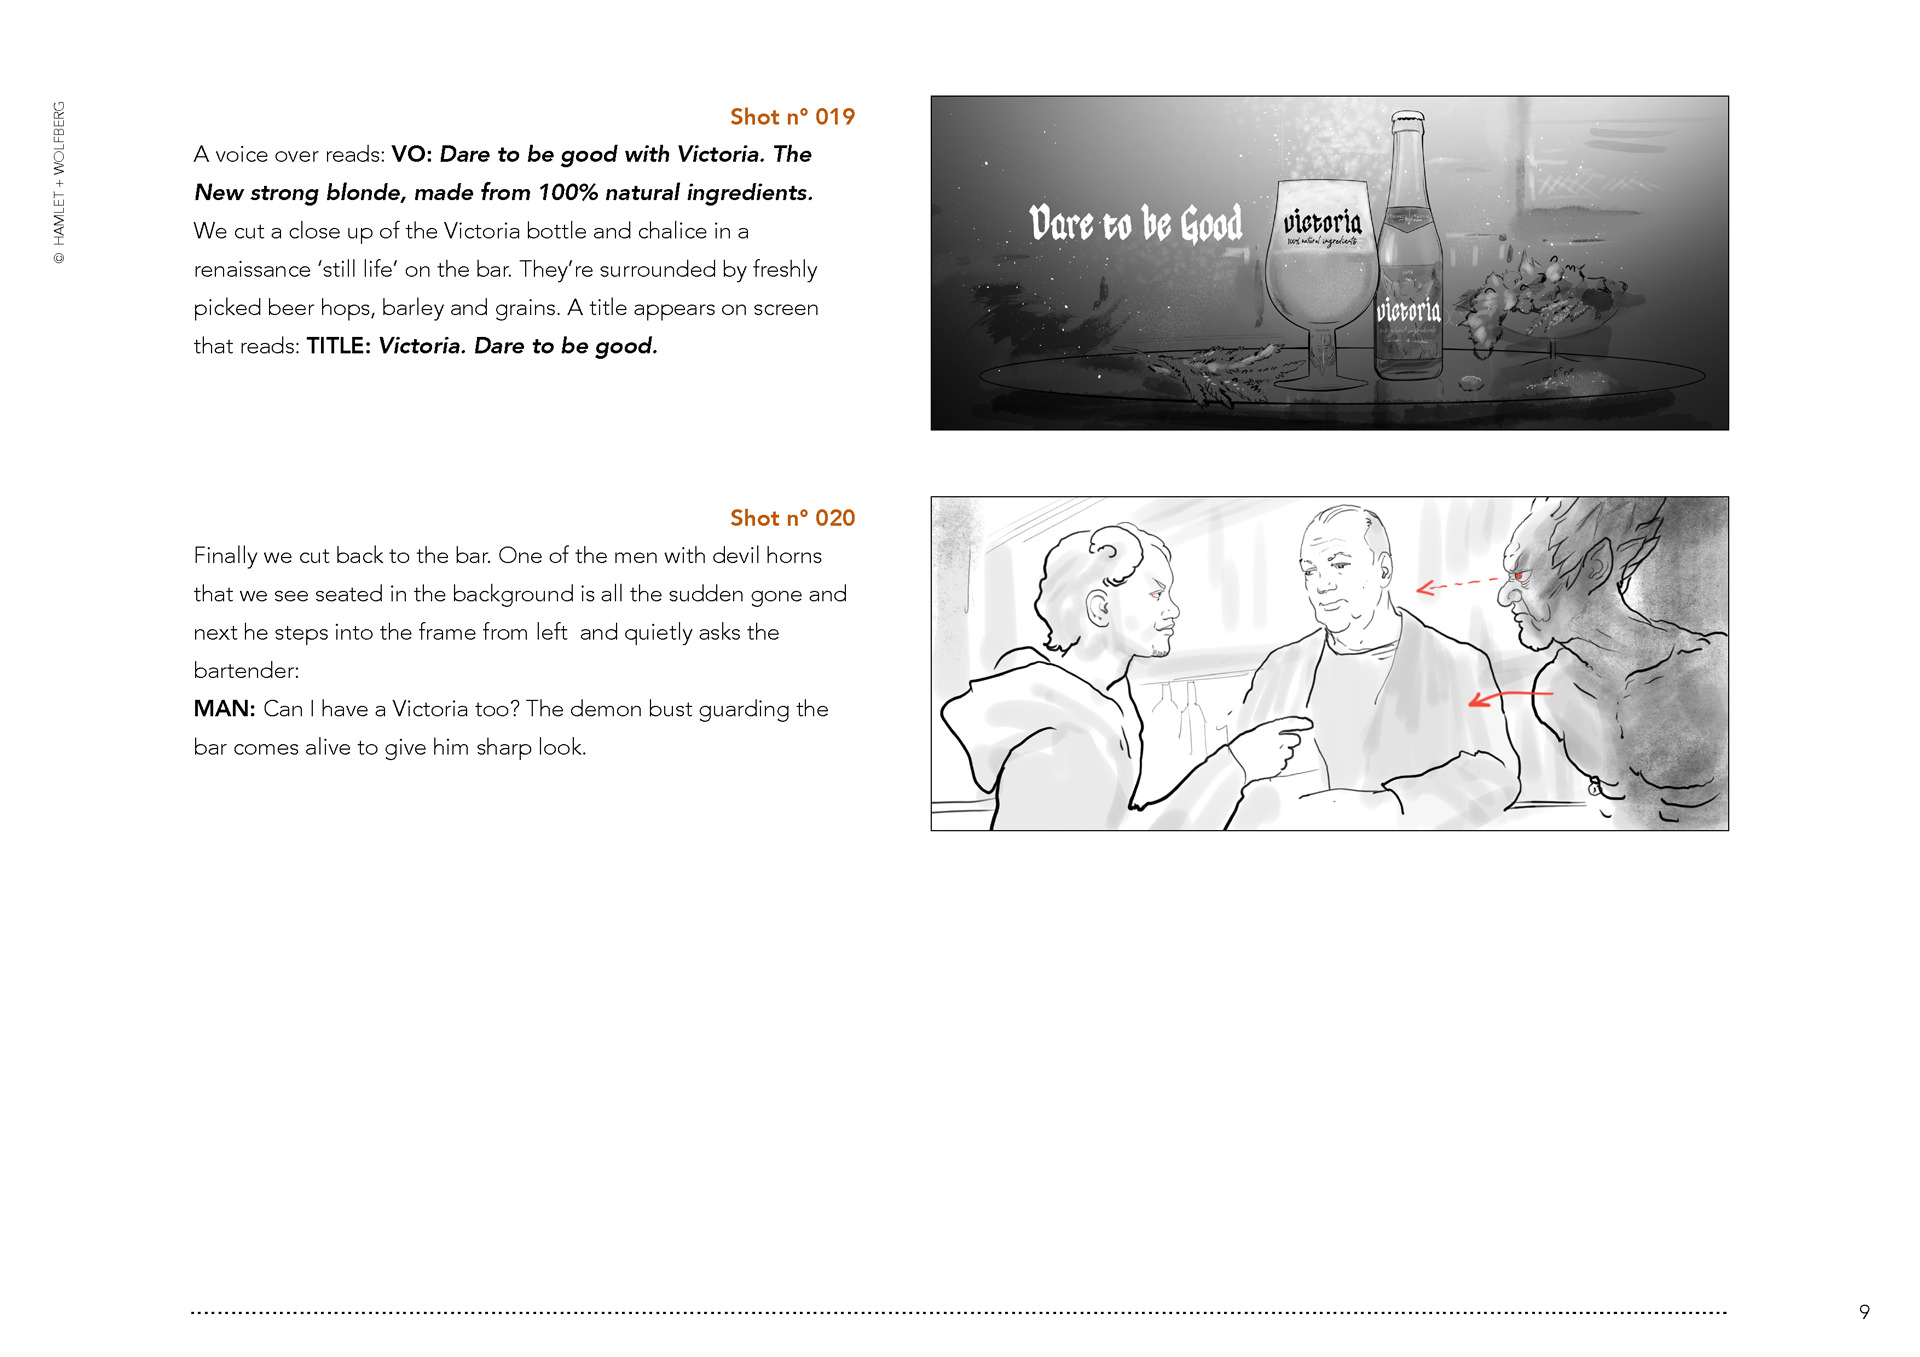 © HAMLET + WOLFBERG
Shot n° 019
A voice over reads: VO: Dare to be good with Victoria. The
New strong blonde, made from 100% natural ingredients.
We cut a close up of the Victoria bottle and chalice in a
renaissance ‘still life’ on the bar. They’re surrounded by freshly
picked beer hops, barley and grains. A title appears on screen
that reads: TITLE: Victoria. Dare to be good.
Dare to be Good
victoria
100% natural ingredients
victoria
Shot n° 020
Finally we cut back to the bar. One of the men with devil horns
that we see seated in the background is all the sudden gone and
next he steps into the frame from left  and quietly asks the
bartender:
MAN: Can I have a Victoria too? The demon bust guarding the
bar comes alive to give him sharp look.
9